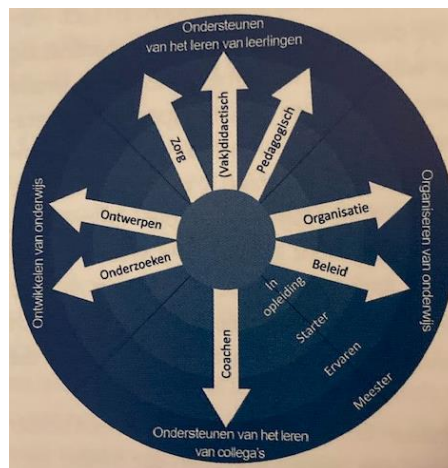 Ondersteunen
van het leren van leerlingen
Zorg
(Vak)didactisch
Pedagogisch
Ontwikkelen van onderwijs
Ontwerpen
Onderzoeken
Organisatie
Beleid
Organiseren van onderwijs
In
opleiding
Starter
Ervaren
Meester
Coachen
Ondersteunen van het leren
van collega's